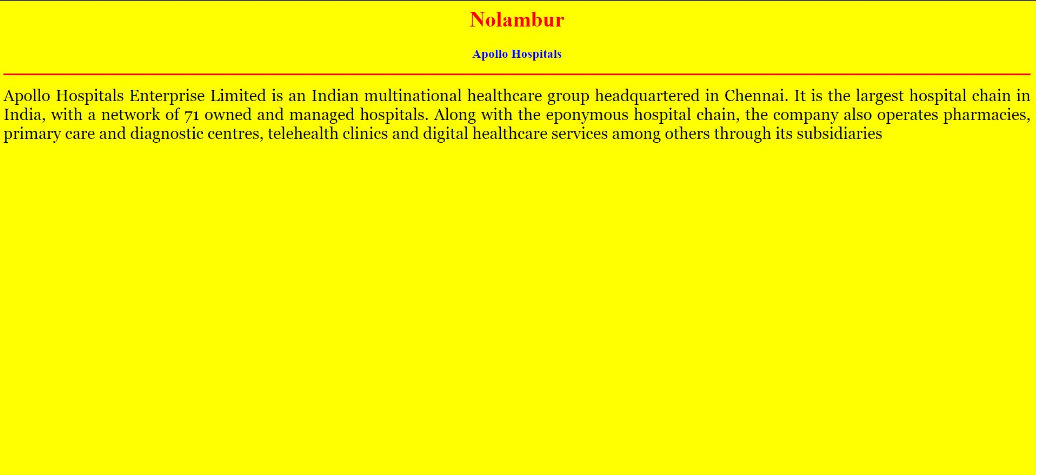 Nolambur
Apollo Hospitals
Apollo Hospitals Enterprise Limited is an Indian multinational healthcare group headquartered in Chennai. It is the largest hospital chain in
India, with a network of 71 owned and managed hospitals. Along with the eponymous hospital chain, the company also operates pharmacies,
primary care and diagnostic centres, telehealth clinics and digital healthcare services among others through its subsidiaries